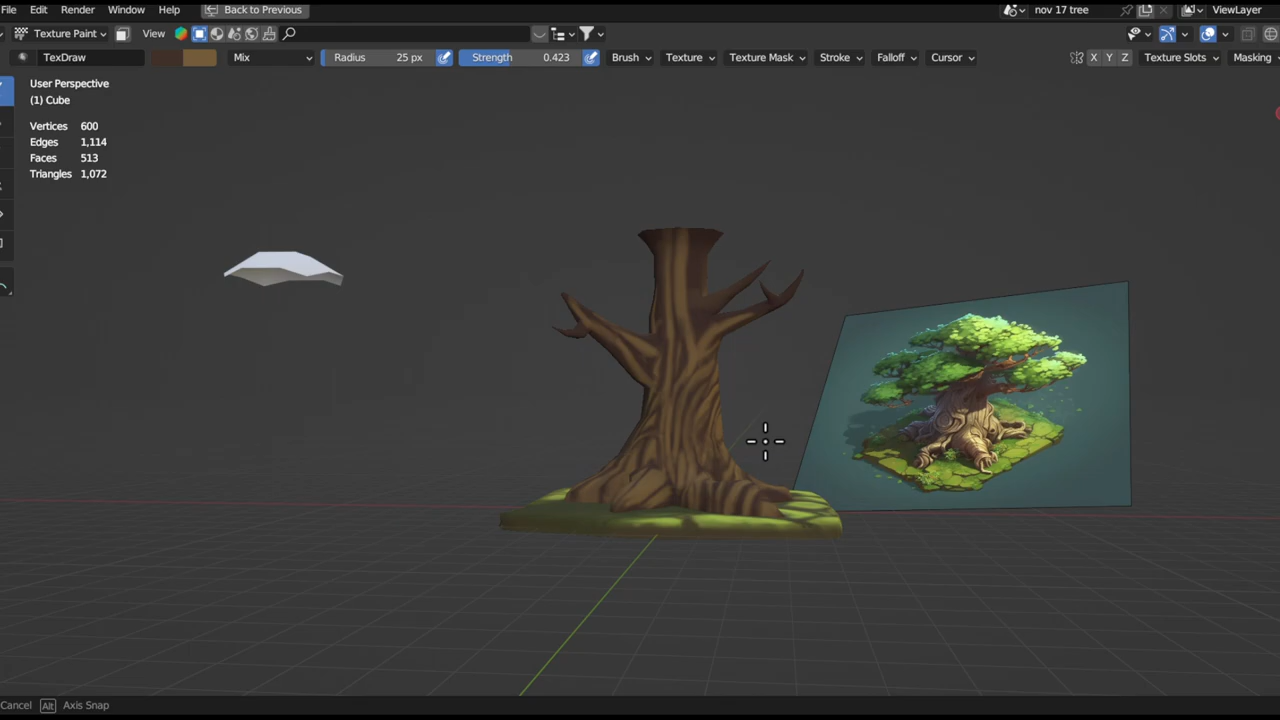 File Edit Render Window Help Back to Previous nov 17 tree ViewLayer
Texture Paint View
TexDraw Mix Radius 25 px Strength 0.423 Brush Texture Texture Mask Stroke Falloff Cursor X Y Z Texture Slots Masking
User Perspective
(1) Cube
Vertices 600
Edges 1,114
Faces 513
Triangles 1,072
Cancel Alt Axis Snap